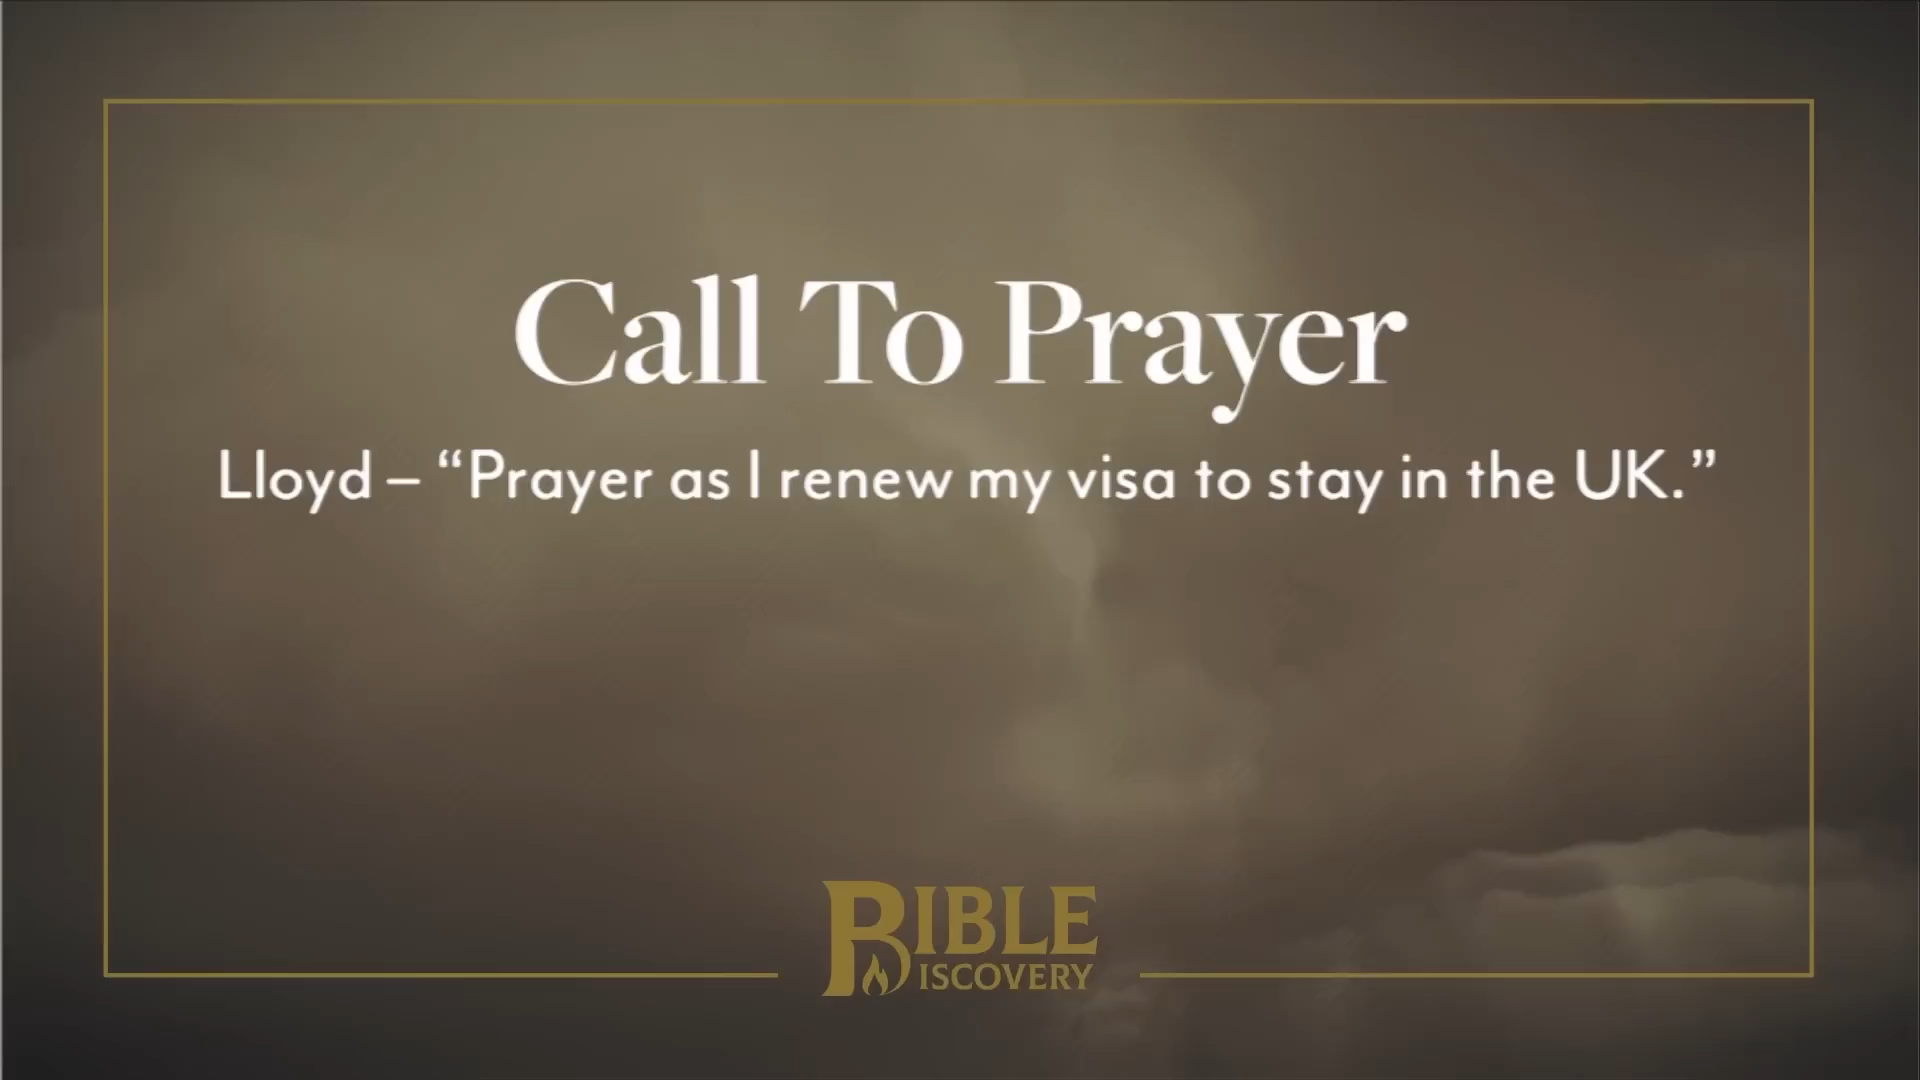 Call To Prayer
Lloyd – “Prayer as I renew my visa to stay in the UK.”
BIBLE
DISCOVERY